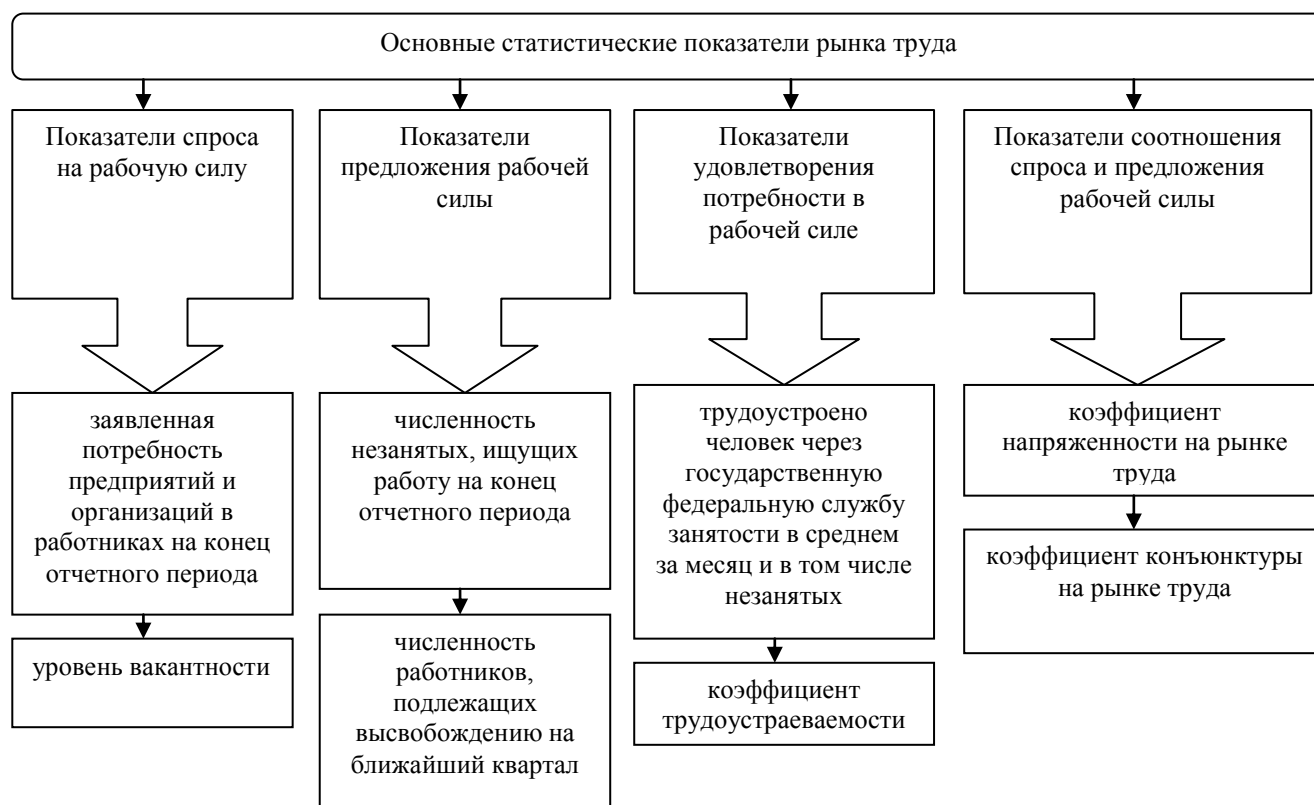 Основные статистические показатели рынка труда
Показатели спроса
на рабочую силу
Показатели
предложения рабочей
силы
Показатели
удовлетворения
потребности в
рабочей силе
Показатели соотношения
спроса и предложения
рабочей силы
заявленная
потребность
предприятий и
организаций в
работниках на конец
отчетного периода
уровень вакантности
численность
незанятых, ищущих
работу на конец
отчетного периода
численность
работников,
подлежащих
высвобождению на
ближайший квартал
трудоустроено
человек через
государственную
федеральную службу
занятости в среднем
за месяц и в том числе
незанятых
коэффициент
трудоустраеваемости
коэффициент
напряженности на рынке
труда
коэффициент конъюнктуры
на рынке труда